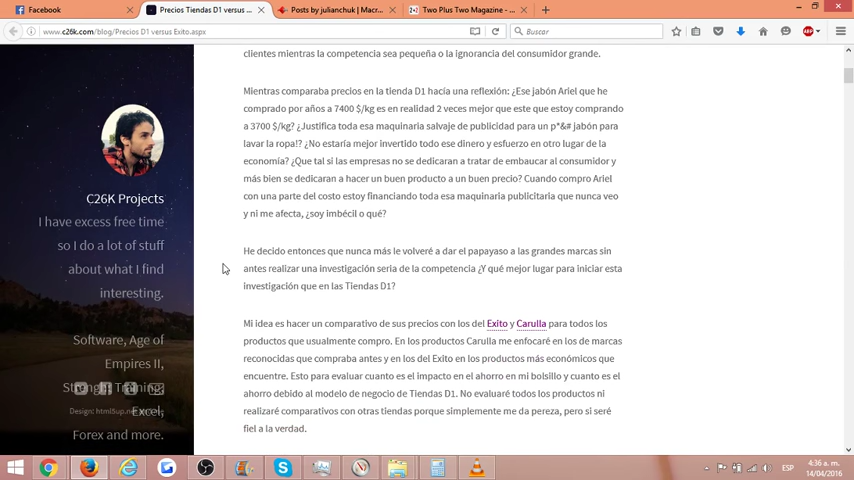 Facebook
Precios Tiendas D1 versus ...
Posts by julianchuk | Macr...
Two Plus Two Magazine - ...
www.c26k.com/blog/Precios D1 versus Exito.aspx
Buscar
ABP
clientes mientras la competencia sea pequeña o la ignorancia del consumidor grande.
Mientras comparaba precios en la tienda D1 hacía una reflexión: ¿Ese jabón Ariel que he
comprado por años a 7400 $/kg es en realidad 2 veces mejor que este que estoy comprando
a 3700 $/kg? ¿Justifica toda esa maquinaria salvaje de publicidad para un p*&# jabón para
lavar la ropa!? ¿No estaría mejor invertido todo ese dinero y esfuerzo en otro lugar de la
economía? ¿Que tal si las empresas no se dedicaran a tratar de embaucar al consumidor y
más bien se dedicaran a hacer un buen producto a un buen precio? Cuando compro Ariel
con una parte del costo estoy financiando toda esa maquinaria publicitaria que nunca veo
y ni me afecta, ¿soy imbécil o qué?
He decido entonces que nunca más le volveré a dar el papayaso a las grandes marcas sin
antes realizar una investigación seria de la competencia ¿Y qué mejor lugar para iniciar esta
investigación que en las Tiendas D1?
Mi idea es hacer un comparativo de sus precios con los del Exito y Carulla para todos los
productos que usualmente compro. En los productos Carulla me enfocaré en los de marcas
reconocidas que compraba antes y en los del Exito en los productos más económicos que
encuentre. Esto para evaluar cuanto es el impacto en el ahorro en mi bolsillo y cuanto es el
ahorro debido al modelo de negocio de Tiendas D1. No evaluaré todos los productos ni
realizaré comparativos con otras tiendas porque simplemente me da pereza, pero si seré
fiel a la verdad.
C26K Projects
I have excess free time
so I do a lot of stuff
about what I find
interesting.
Software, Age of
Empires II,
Strenght Training,
Design: html5up.net
Excel,
Forex and more.
ESP
4:36 a. m.
14/04/2016